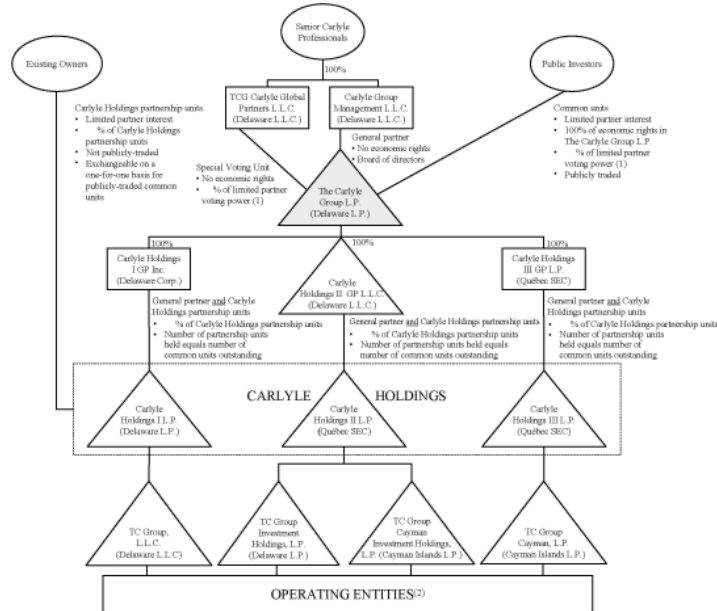 Senior Carlyle
Professionals
Existing Owners
Public Investors
100%
TCG Carlyle Global
Partners L.L.C.
(Delaware L.L.C.)
Carlyle Group
Management L.L.C.
(Delaware L.L.C.)
Carlyle Holdings partnership units
• Limited partner interest
• % of Carlyle Holdings
partnership units
• Not publicly-traded
• Exchangeable on a
one-for-one basis for
publicly-traded common
units
Special Voting Unit
• No economic rights
• % of limited partner
voting power (1)
General partner
• No economic rights
• Board of directors
Common units
• Limited partner interest
• 100% of economic rights in
The Carlyle Group L.P.
• % of limited partner
voting power (1)
• Publicly traded
The Carlyle
Group L.P.
(Delaware L.P.)
100%
100%
100%
Carlyle Holdings
I GP Inc.
(Delaware Corp.)
Carlyle
Holdings II GP L.L.C.
(Delaware L.L.C.)
Carlyle Holdings
III GP L.P.
(Québec SEC)
General partner and Carlyle
Holdings partnership units
• % of Carlyle Holdings partnership units
• Number of partnership units
held equals number of
common units outstanding
General partner and Carlyle Holdings partnership units
• % of Carlyle Holdings partnership units
• Number of partnership units held equals
number of common units outstanding
General partner and Carlyle
Holdings partnership units
• % of Carlyle Holdings partnership units
• Number of partnership units
held equals number of
common units outstanding
CARLYLE HOLDINGS
Carlyle
Holdings I L.P.
(Delaware L.P.)
Carlyle
Holdings II L.P.
(Québec SEC)
Carlyle
Holdings III L.P.
(Québec SEC)
TC Group,
L.L.C.
(Delaware L.L.C)
TC Group
Investment
Holdings, L.P.
(Delaware L.P.)
TC Group
Cayman
Investment Holdings,
L.P. (Cayman Islands L.P.)
TC Group
Cayman, L.P.
(Cayman Islands L.P.)
OPERATING ENTITIES(2)